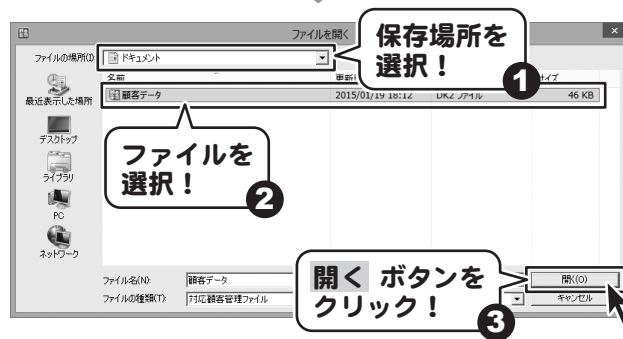 ファイルを開く
×
ファイルの場所(I):
ドキュメント
保存場所を
選択！
1
名前
サイズ
顧客データ
2015/01/19 18:12
DK2 ファイル
46 KB
最近表示した場所
デスクトップ
ライブラリ
PC
ネットワーク
ファイルを
選択！
2
ファイル名(N):
顧客データ
開く(O)
ファイルの種類(T):
対応顧客管理ファイル
キャンセル
開く ボタンを
クリック！
3